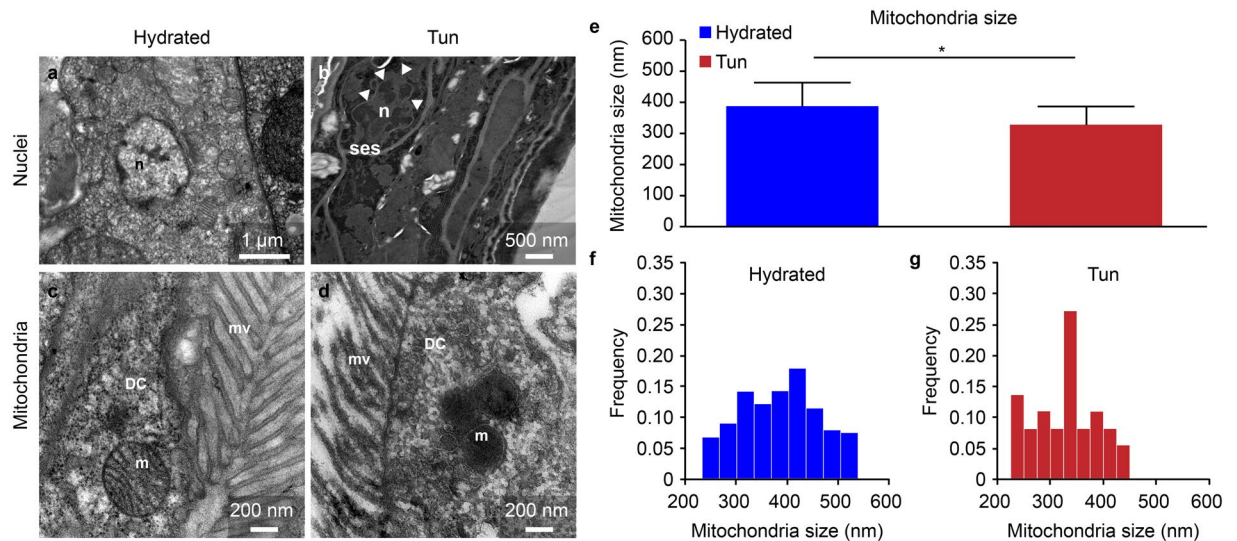 Hydrated
Tun
Nuclei
a
n
1 µm
b
n
ses
500 nm
Mitochondria
c
mv
DC
m
200 nm
d
DC
mv
m
200 nm
e
Mitochondria size
Hydrated
Tun
*
Mitochondria size (nm)
600
500
400
300
200
100
0
f
Hydrated
Frequency
0.35
0.30
0.25
0.20
0.15
0.10
0.05
0
200 300 400 500 600
Mitochondria size (nm)
g
Tun
Frequency
0.35
0.30
0.25
0.20
0.15
0.10
0.05
0
200 300 400 500 600
Mitochondria size (nm)